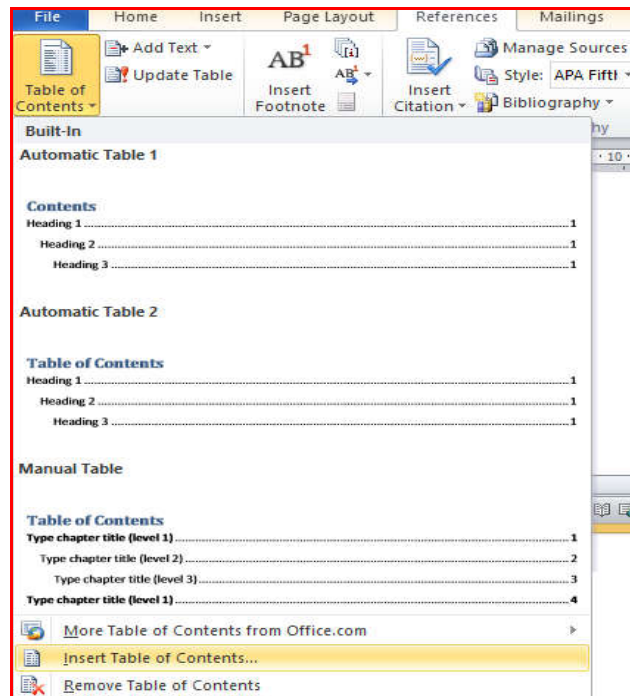 File Home Insert Page Layout References Mailings
Add Text
Update Table
Table of
Contents
AB1
Insert
Footnote
AB1
Insert
Citation
Manage Sources
Style: APA Fifth
Bibliography
hy
Built-In
Automatic Table 1
Contents
Heading 1 1
Heading 2 1
Heading 3 1
Automatic Table 2
Table of Contents
Heading 1 1
Heading 2 1
Heading 3 1
Manual Table
Table of Contents
Type chapter title (level 1) 1
Type chapter title (level 2) 2
Type chapter title (level 3) 3
Type chapter title (level 1) 4
More Table of Contents from Office.com
Insert Table of Contents...
Remove Table of Contents
· 10 ·